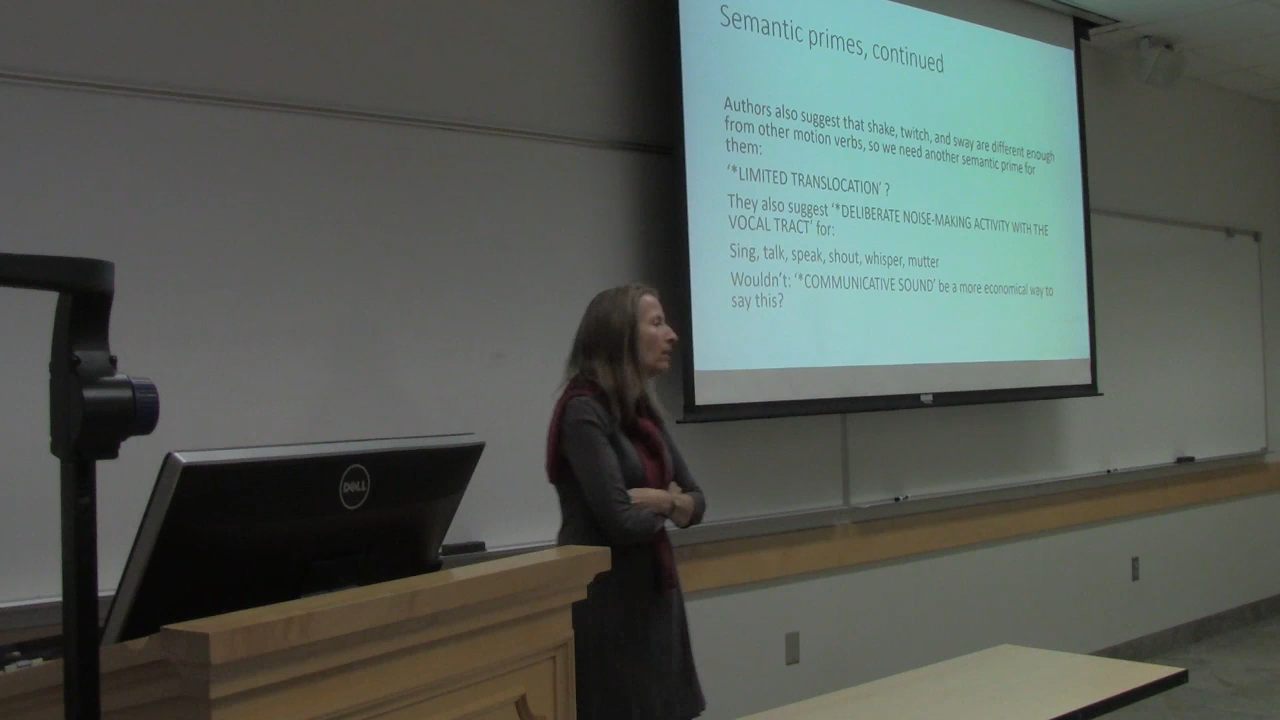 Semantic primes, continued
Authors also suggest that shake, twitch, and sway are different enough
from other motion verbs, so we need another semantic prime for
them:
‘*LIMITED TRANSLOCATION’ ?
They also suggest ‘*DELIBERATE NOISE-MAKING ACTIVITY WITH THE
VOCAL TRACT’ for:
Sing, talk, speak, shout, whisper, mutter
Wouldn’t: ‘*COMMUNICATIVE SOUND’ be a more economical way to
say this?
DELL